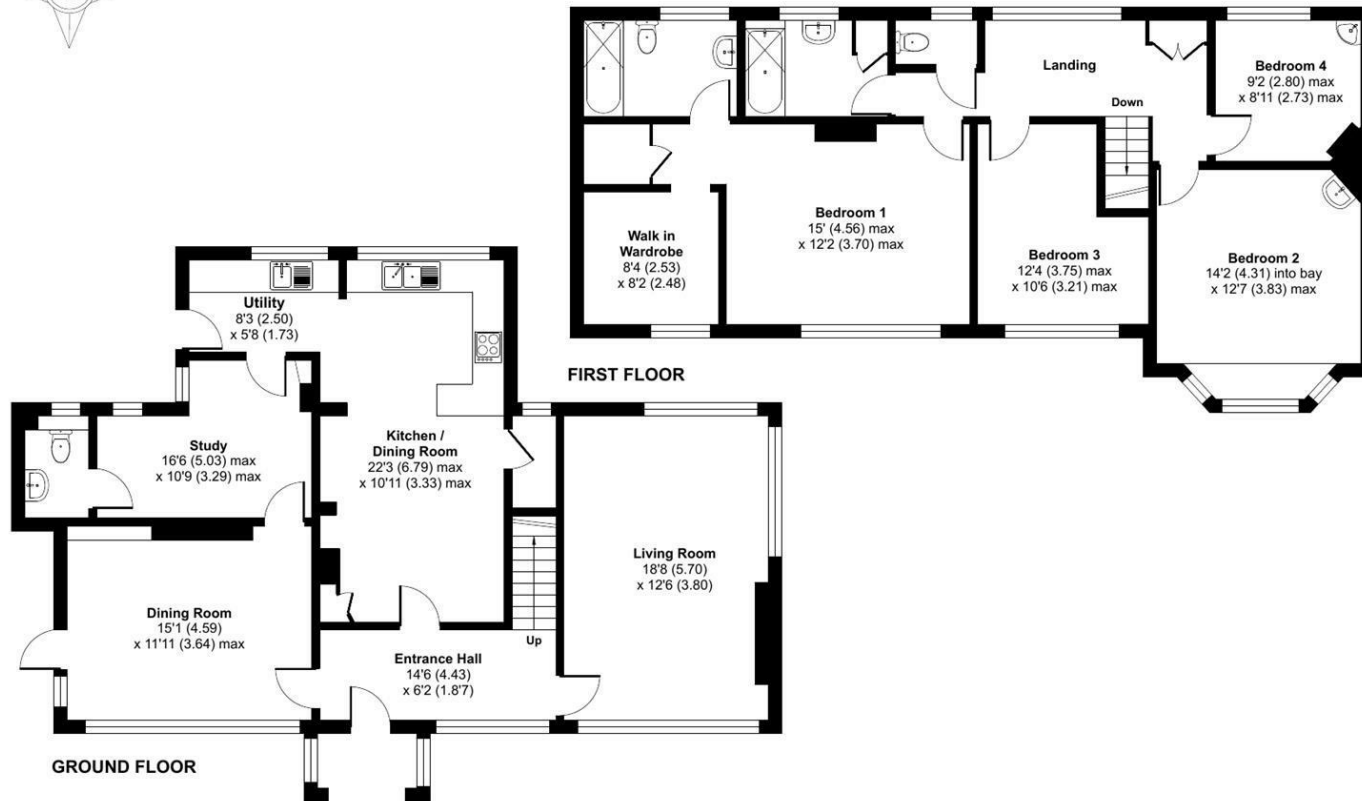 Landing
Down
Bedroom 4
9'2 (2.80) max
x 8'11 (2.73) max
Walk in
Wardrobe
8'4 (2.53)
x 8'2 (2.48)
Bedroom 1
15' (4.56) max
x 12'2 (3.70) max
Bedroom 3
12'4 (3.75) max
x 10'6 (3.21) max
Bedroom 2
14'2 (4.31) into bay
x 12'7 (3.83) max
FIRST FLOOR
Utility
8'3 (2.50)
x 5'8 (1.73)
Study
16'6 (5.03) max
x 10'9 (3.29) max
Kitchen /
Dining Room
22'3 (6.79) max
x 10'11 (3.33) max
Living Room
18'8 (5.70)
x 12'6 (3.80)
Dining Room
15'1 (4.59)
x 11'11 (3.64) max
Up
Entrance Hall
14'6 (4.43)
x 6'2 (1.8'7)
GROUND FLOOR